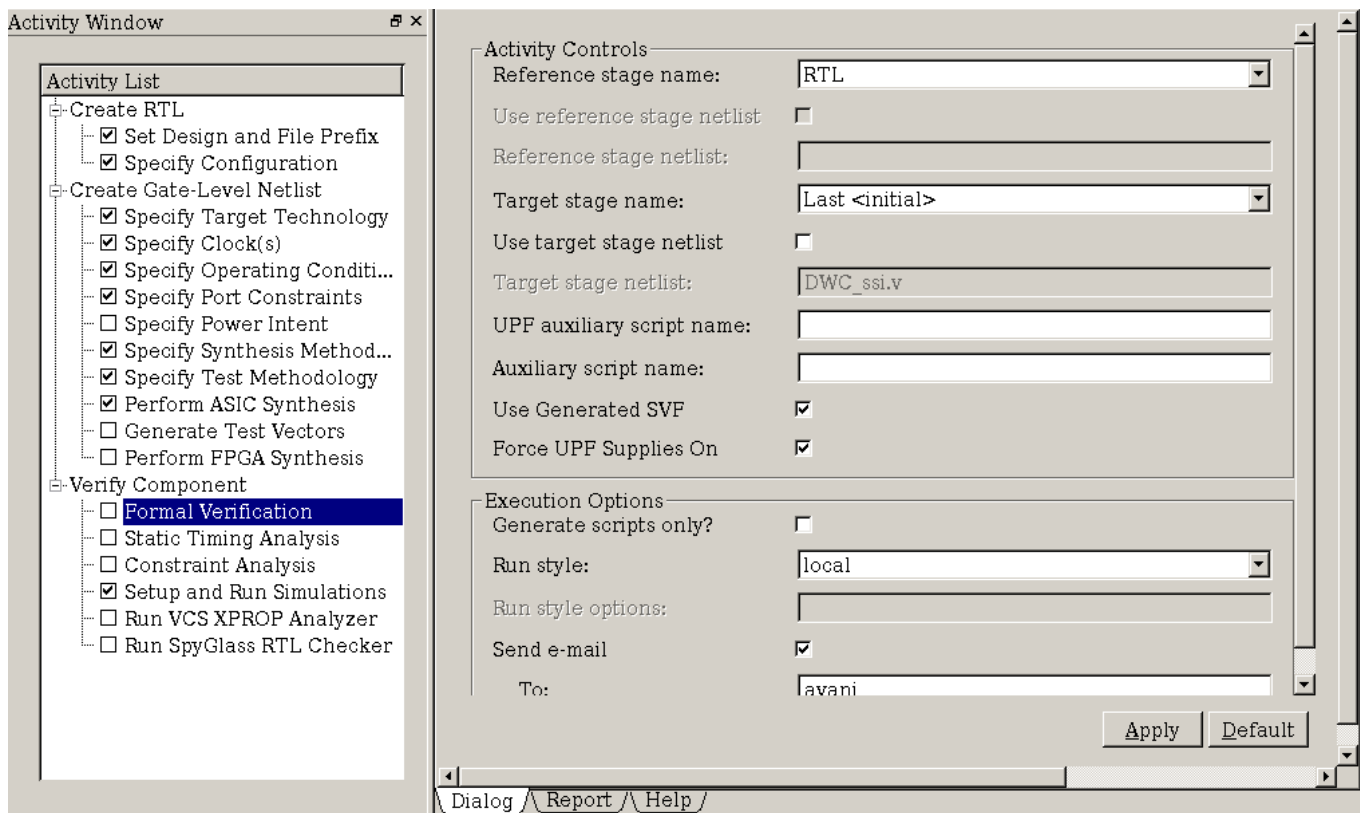 Activity Window
Activity List
Create RTL
Set Design and File Prefix
Specify Configuration
Create Gate-Level Netlist
Specify Target Technology
Specify Clock(s)
Specify Operating Conditi...
Specify Port Constraints
Specify Power Intent
Specify Synthesis Method...
Specify Test Methodology
Perform ASIC Synthesis
Generate Test Vectors
Perform FPGA Synthesis
Verify Component
Formal Verification
Static Timing Analysis
Constraint Analysis
Setup and Run Simulations
Run VCS XPROP Analyzer
Run SpyGlass RTL Checker
Activity Controls
Reference stage name: RTL
Use reference stage netlist
Reference stage netlist:
Target stage name: Last <initial>
Use target stage netlist
Target stage netlist: DWC_ssi.v
UPF auxiliary script name:
Auxiliary script name:
Use Generated SVF
Force UPF Supplies On
Execution Options
Generate scripts only?
Run style: local
Run style options:
Send e-mail
To: avani
Apply Default
Dialog Report Help